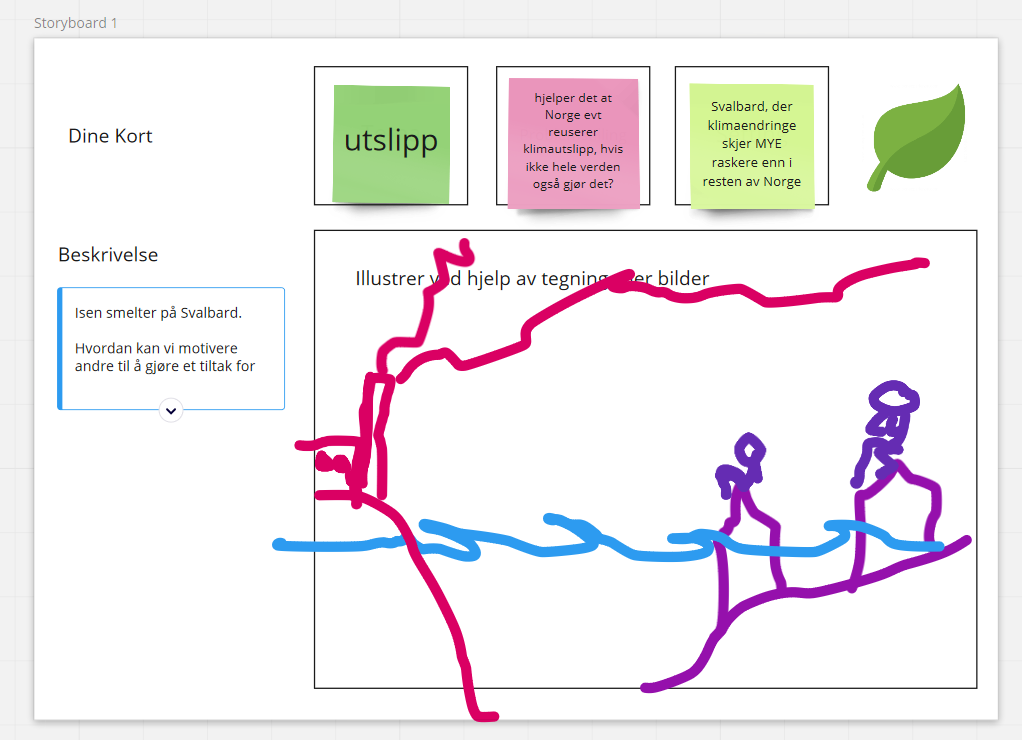 Storyboard 1
Dine Kort
utslipp
hjelper det at
Norge evt
reuserer
klimautslipp, hvis
ikke hele verden
også gjør det?
Svalbard, der
klimaendringe
skjer MYE
raskere enn i
resten av Norge
Beskrivelse
Isen smelter på Svalbard.
Hvordan kan vi motivere
andre til å gjøre et tiltak for
Illustrer ved hjelp av tegning eller bilder